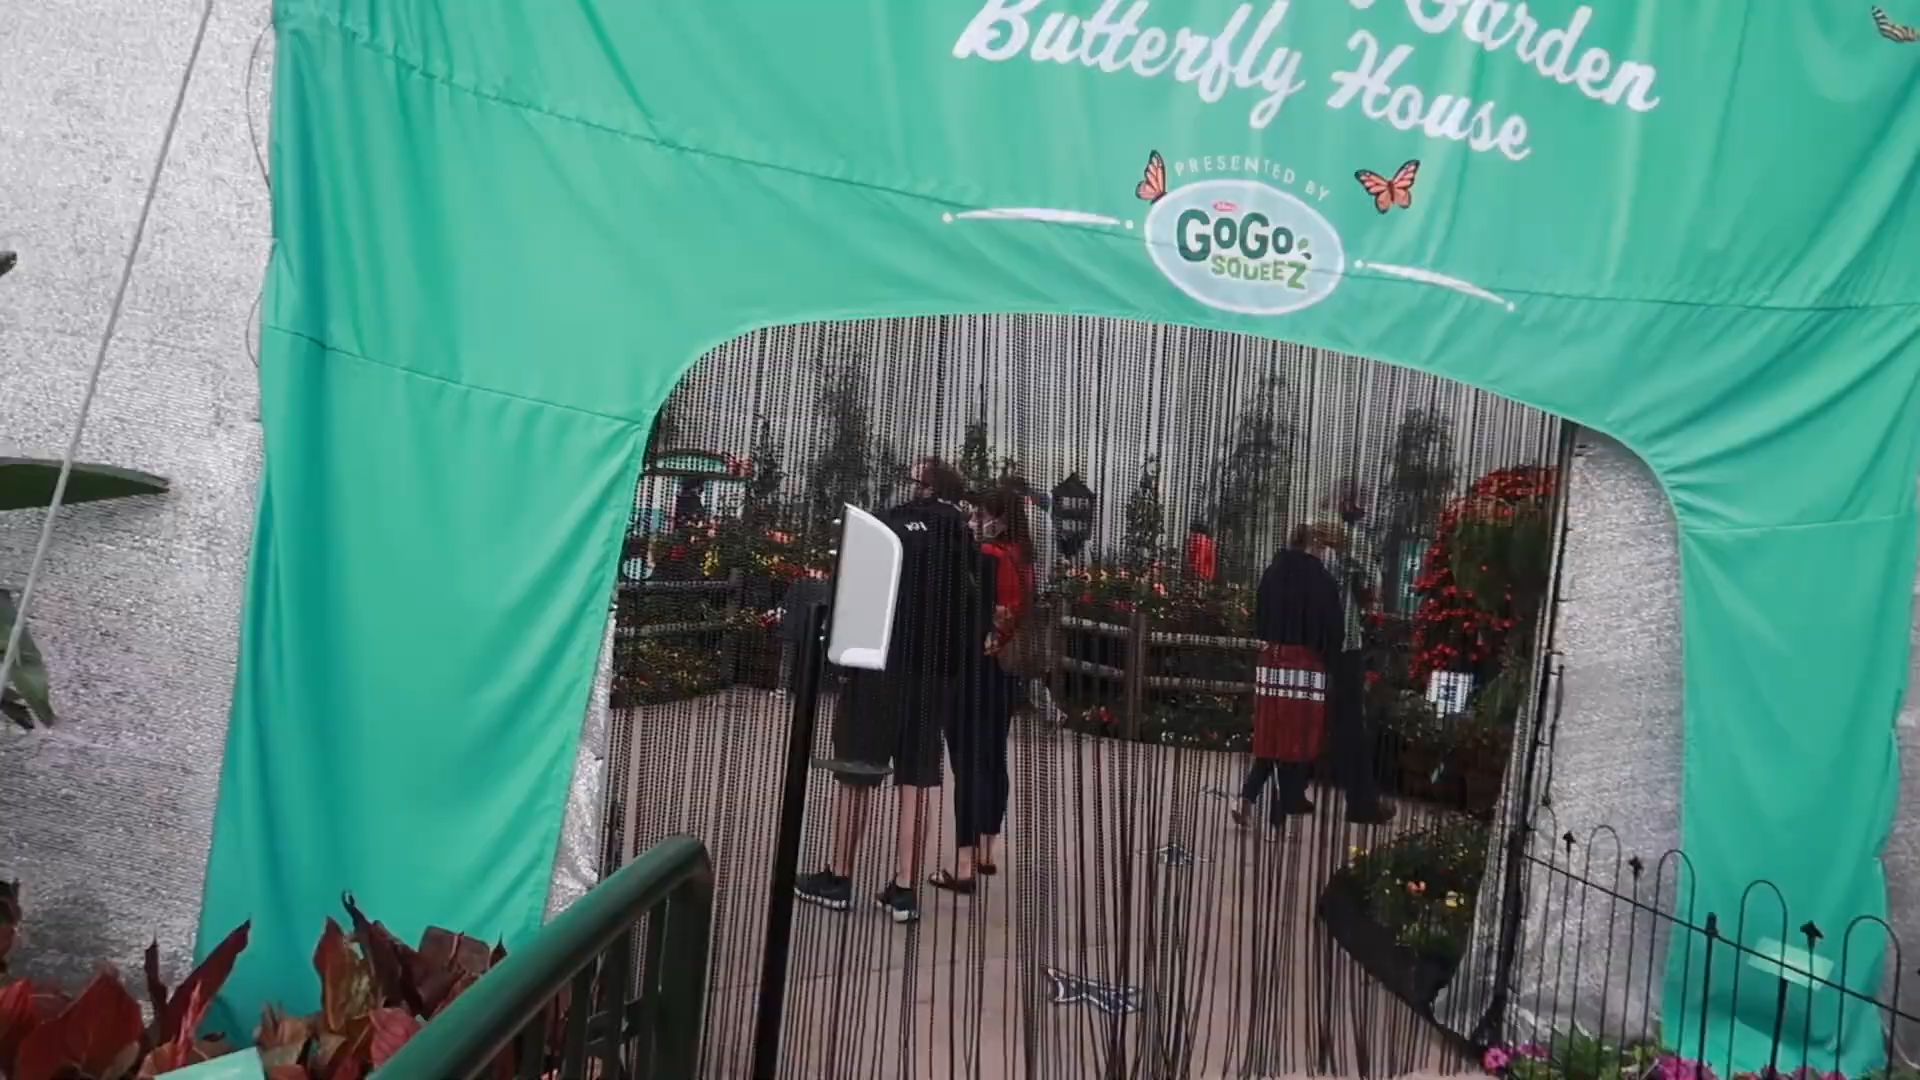 Garden
Butterfly House
PRESENTED BY
GoGo
SQUEEZ